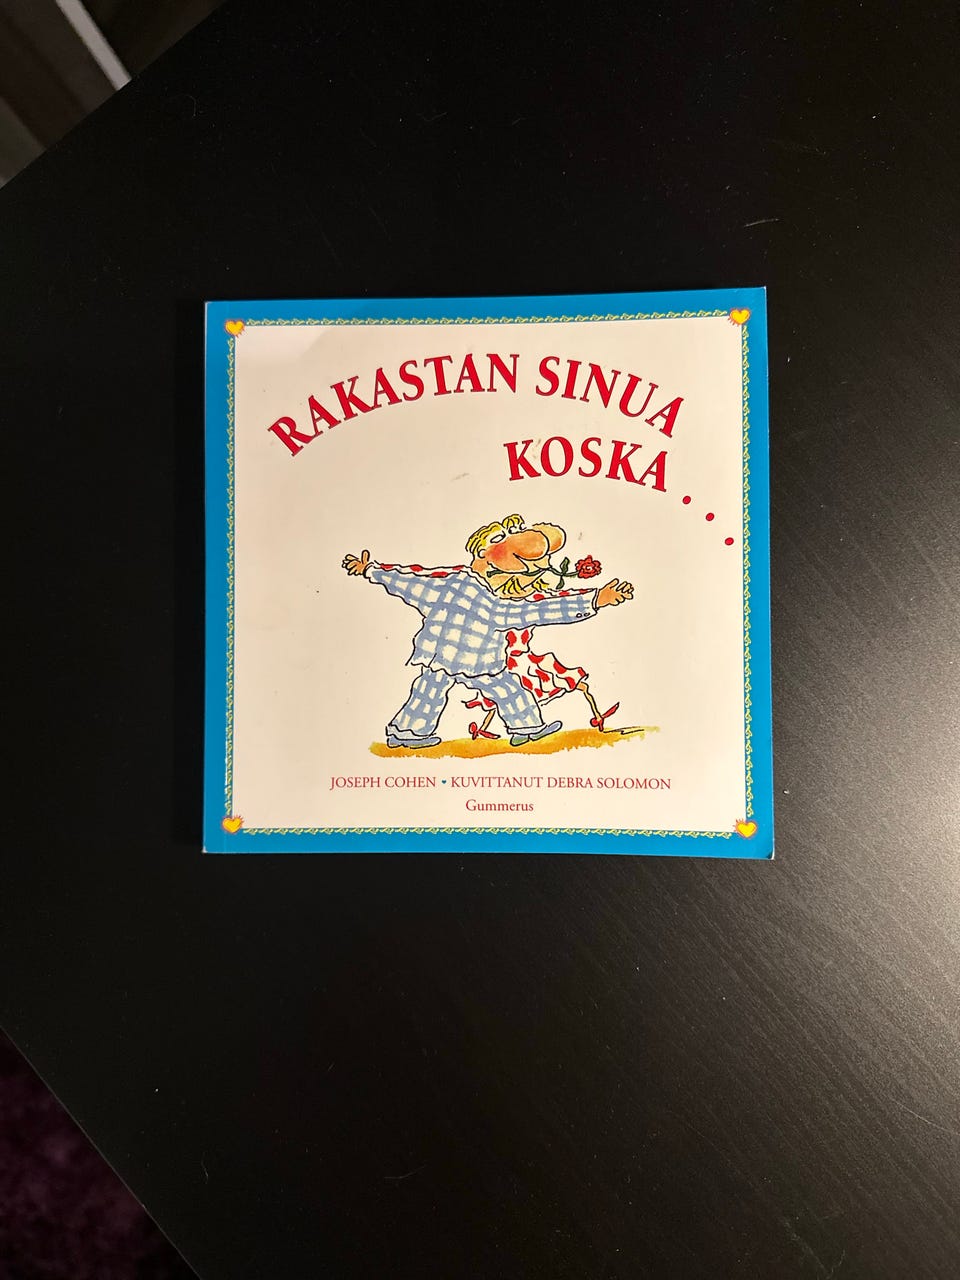 RAKASTAN SINUA
KOSKA...
JOSEPH COHEN • KUVITTANUT DEBRA SOLOMON
Gummerus